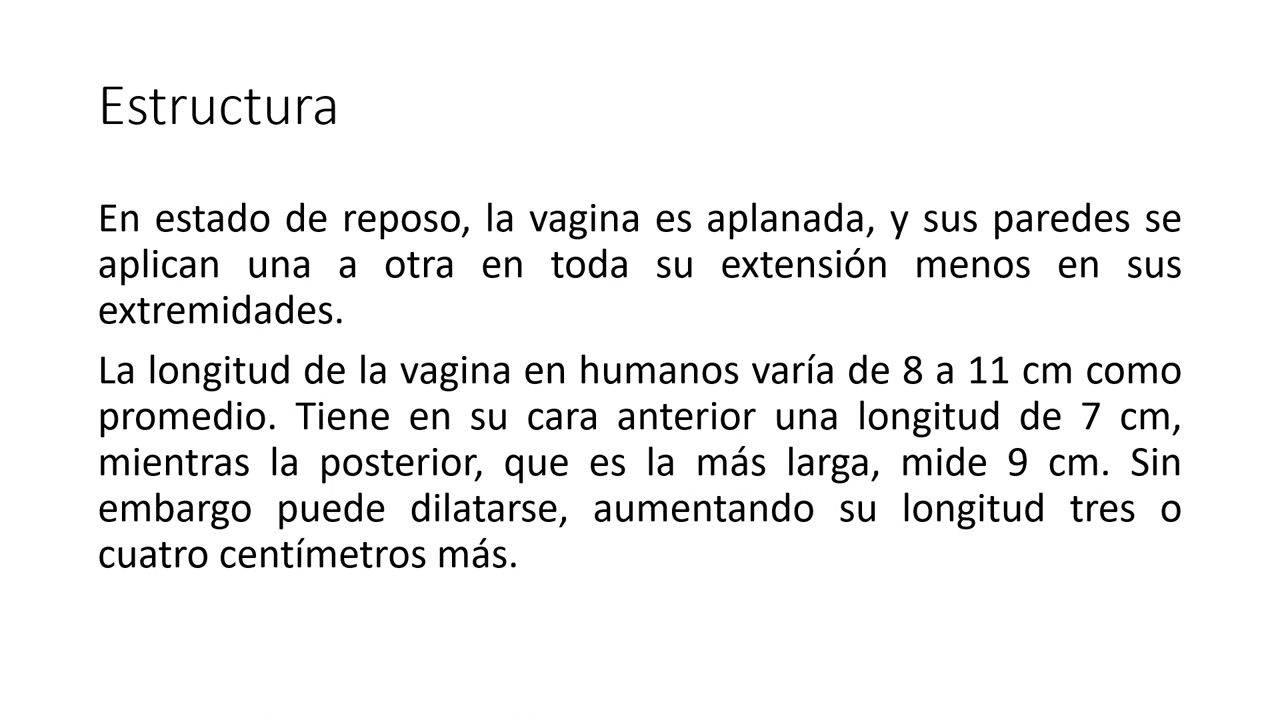 Estructura
En estado de reposo, la vagina es aplanada, y sus paredes se
aplican una a otra en toda su extensión menos en sus
extremidades.
La longitud de la vagina en humanos varía de 8 a 11 cm como
promedio. Tiene en su cara anterior una longitud de 7 cm,
mientras la posterior, que es la más larga, mide 9 cm. Sin
embargo puede dilatarse, aumentando su longitud tres o
cuatro centímetros más.